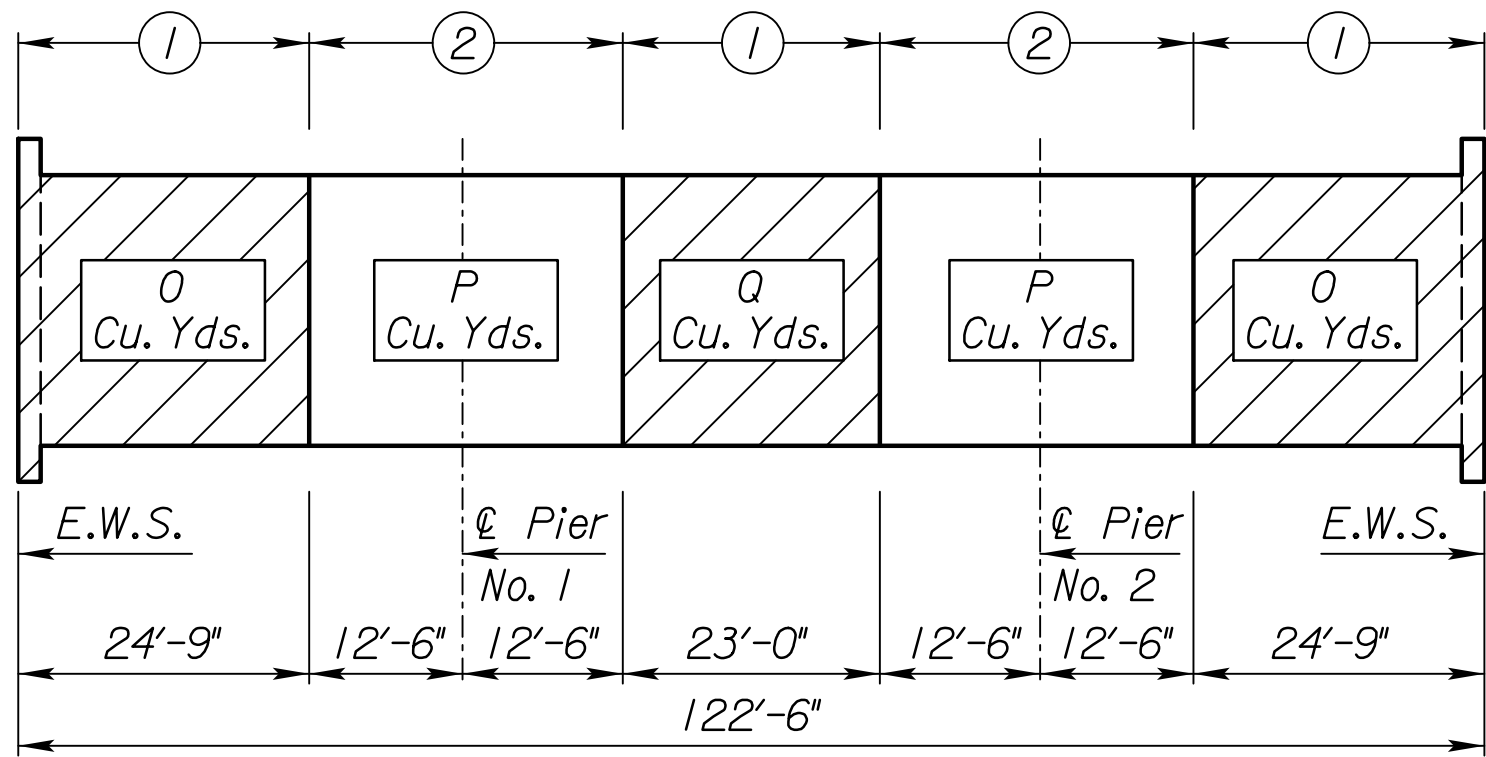 1 2 1 2 1
O P Q P O
Cu. Yds. Cu. Yds. Cu. Yds. Cu. Yds. Cu. Yds.
E.W.S. ℄ Pier ℄ Pier E.W.S.
No. 1 No. 2
24'-9" 12'-6" 12'-6" 23'-0" 12'-6" 12'-6" 24'-9"
122'-6"